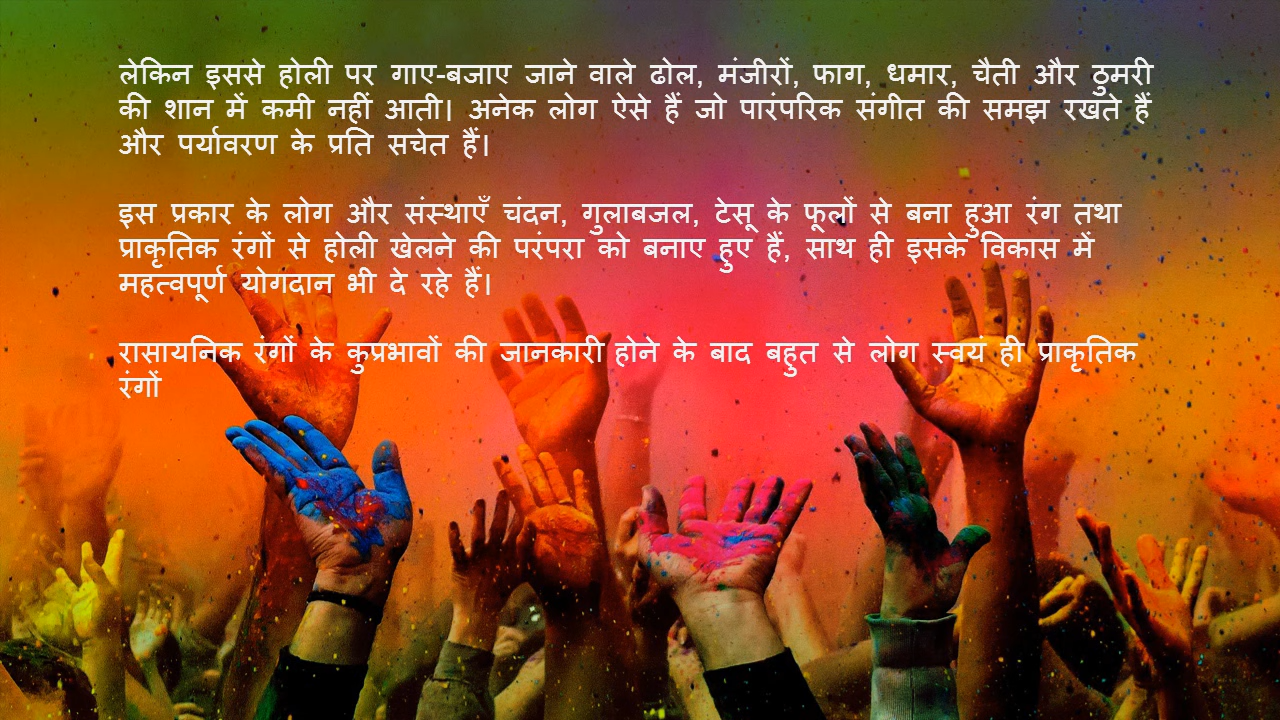 लेकिन इससे होली पर गाए-बजाए जाने वाले ढोल, मंजीरों, फाग, धमार, चैती और ठुमरी
की शान में कमी नहीं आती। अनेक लोग ऐसे हैं जो पारंपरिक संगीत की समझ रखते हैं
और पर्यावरण के प्रति सचेत हैं।
इस प्रकार के लोग और संस्थाएँ चंदन, गुलाबजल, टेसू के फूलों से बना हुआ रंग तथा
प्राकृतिक रंगों से होली खेलने की परंपरा को बनाए हुए हैं, साथ ही इसके विकास में
महत्वपूर्ण योगदान भी दे रहे हैं।
रासायनिक रंगों के कुप्रभावों की जानकारी होने के बाद बहुत से लोग स्वयं ही प्राकृतिक
रंगों